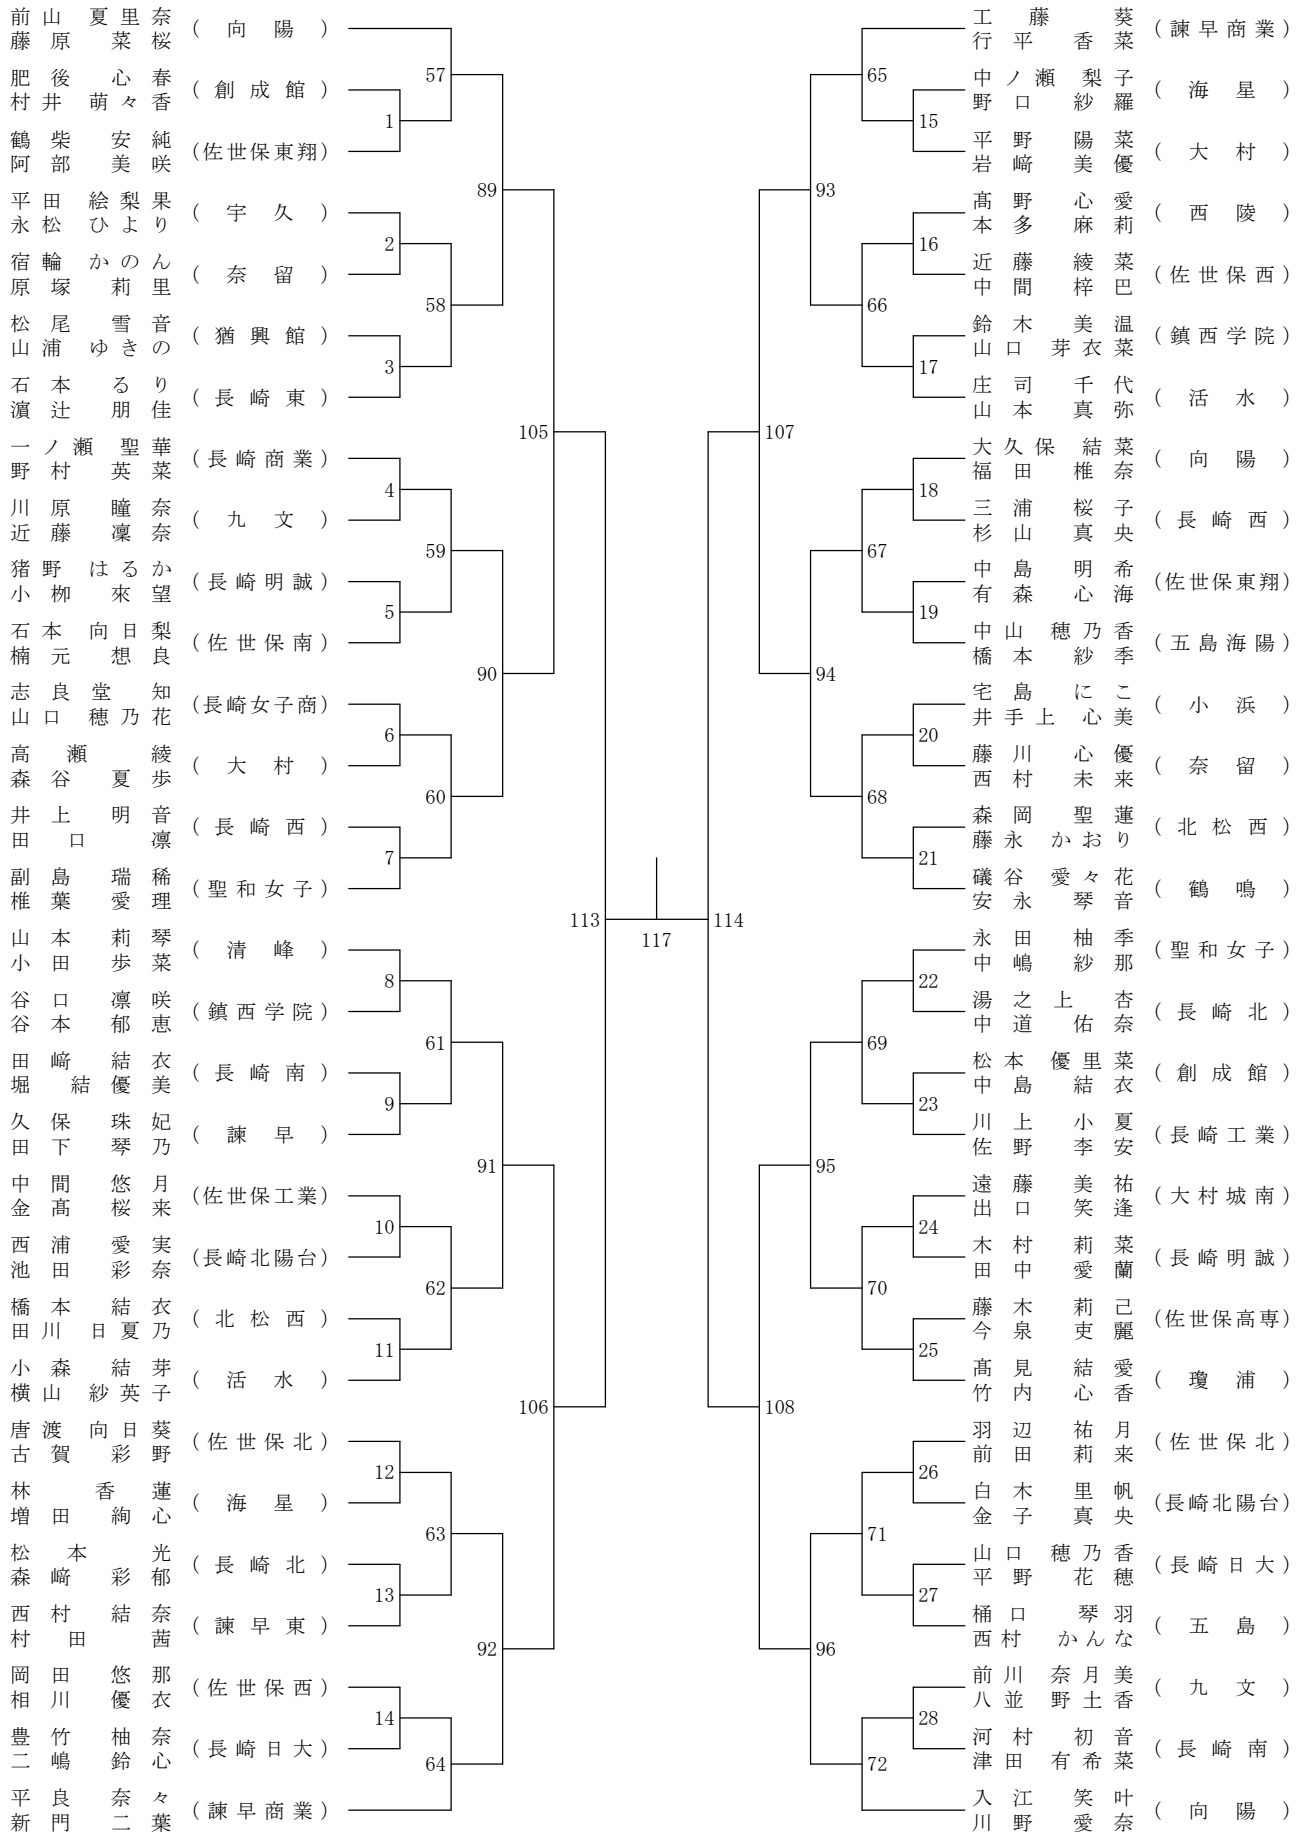 前山 夏里奈
藤原 菜桜
(向陽)
肥後 心春
村井 萌々香
(創成館)
鶴柴 安純
阿部 美咲
(佐世保東翔)
平田 絵梨果
永松 ひより
(宇久)
宿輪 かのん
原塚 莉里
(奈留)
松尾 雪音
山浦 ゆきの
(猶興館)
石本 るり
濵辻 朋佳
(長崎東)
一ノ瀬 聖華
野村 英菜
(長崎商業)
川原 瞳奈
近藤 凜奈
(九文)
猪野 はるか
小栁 來望
(長崎明誠)
石本 向日梨
楠元 想良
(佐世保南)
志良堂 知
山口 穂乃花
(長崎女子商)
高瀬 綾
森谷 夏歩
(大村)
井上 明音
田口 凛
(長崎西)
副島 瑞稀
椎葉 愛理
(聖和女子)
山本 莉琴
小田 歩菜
(清峰)
谷口 凛咲
谷本 郁恵
(鎮西学院)
田﨑 結衣
堀 結優美
(長崎南)
久保 珠妃
田下 琴乃
(諫早)
中間 悠月
金髙 桜来
(佐世保工業)
西浦 愛実
池田 彩奈
(長崎北陽台)
橋本 結衣
田川 日夏乃
(北松西)
小森 結芽
横山 紗英子
(活水)
唐渡 向日葵
古賀 彩野
(佐世保北)
林 香蓮
増田 絢心
(海星)
松本 光
森﨑 彩郁
(長崎北)
西村 結奈
村田 茜
(諫早東)
岡田 悠那
相川 優衣
(佐世保西)
豊竹 柚奈
二嶋 鈴心
(長崎日大)
平良 奈々
新門 二葉
(諫早商業)
57
1
89
2
58
3
105
4
59
5
90
6
60
7
113
8
61
9
91
10
62
11
106
12
63
13
92
14
64
117
65
15
93
16
66
17
107
18
67
19
94
20
68
21
114
22
69
23
95
24
70
25
108
26
71
27
96
28
72
工藤 葵
行平 香菜
(諫早商業)
中ノ瀬 梨子
野口 紗羅
(海星)
平野 陽菜
岩﨑 美優
(大村)
髙野 心愛
本多 麻莉
(西陵)
近藤 綾菜
中間 梓巴
(佐世保西)
鈴木 美温
山口 芽衣菜
(鎮西学院)
庄司 千代
山本 真弥
(活水)
大久保 結菜
福田 椎奈
(向陽)
三浦 桜子
杉山 真央
(長崎西)
中島 明希
有森 心海
(佐世保東翔)
中山 穂乃香
橋本 紗季
(五島海陽)
宅島 にこ
井手上 心美
(小浜)
藤川 心優
西村 未来
(奈留)
森岡 聖蓮
藤永 かおり
(北松西)
礒谷 愛々花
安永 琴音
(鶴鳴)
永田 柚季
中嶋 紗那
(聖和女子)
湯之上 杏
中道 佑奈
(長崎北)
松本 優里菜
中島 結衣
(創成館)
川上 小夏
佐野 李安
(長崎工業)
遠藤 美祐
出口 笑逢
(大村城南)
木村 莉菜
田中 愛蘭
(長崎明誠)
藤木 莉己
今泉 吏麗
(佐世保高専)
髙見 結愛
竹内 心香
(瓊浦)
羽辺 祐月
前田 莉来
(佐世保北)
白木 里帆
金子 真央
(長崎北陽台)
山口 穂乃香
平野 花穂
(長崎日大)
桶口 琴羽
西村 かんな
(五島)
前川 奈月美
八並 野土香
(九文)
河村 初音
津田 有希菜
(長崎南)
入江 笑叶
川野 愛奈
(向陽)